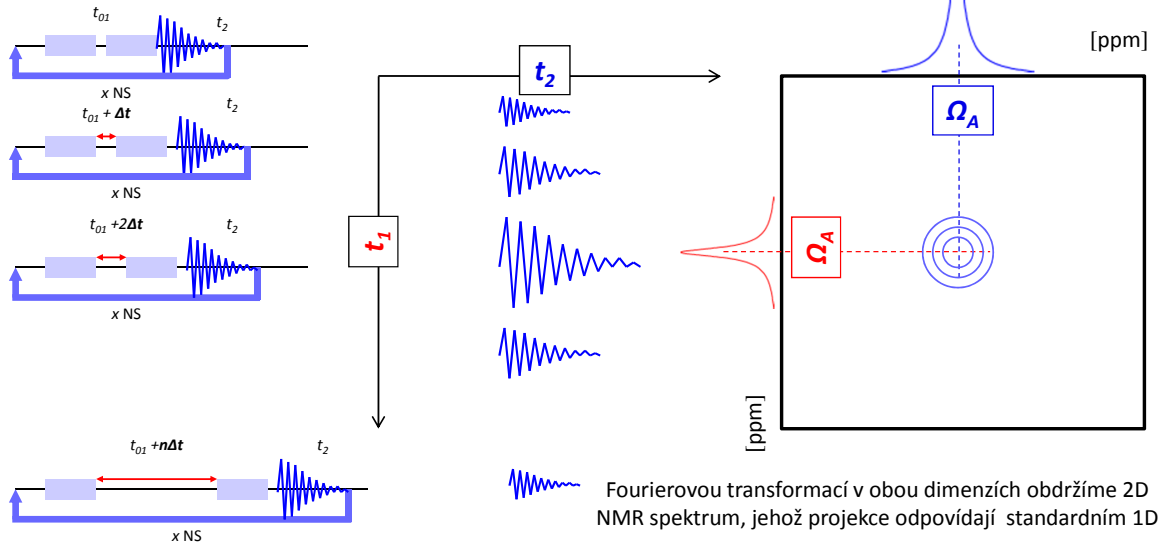 t01
t2
x NS
t01 + Δt
t2
x NS
t01 +2Δt
t2
x NS
t01 +nΔt
t2
x NS
t2
t1
[ppm]
ΩA
ΩA
[ppm]
Fourierovou transformací v obou dimenzích obdržíme 2D
NMR spektrum, jehož projekce odpovídají standardním 1D